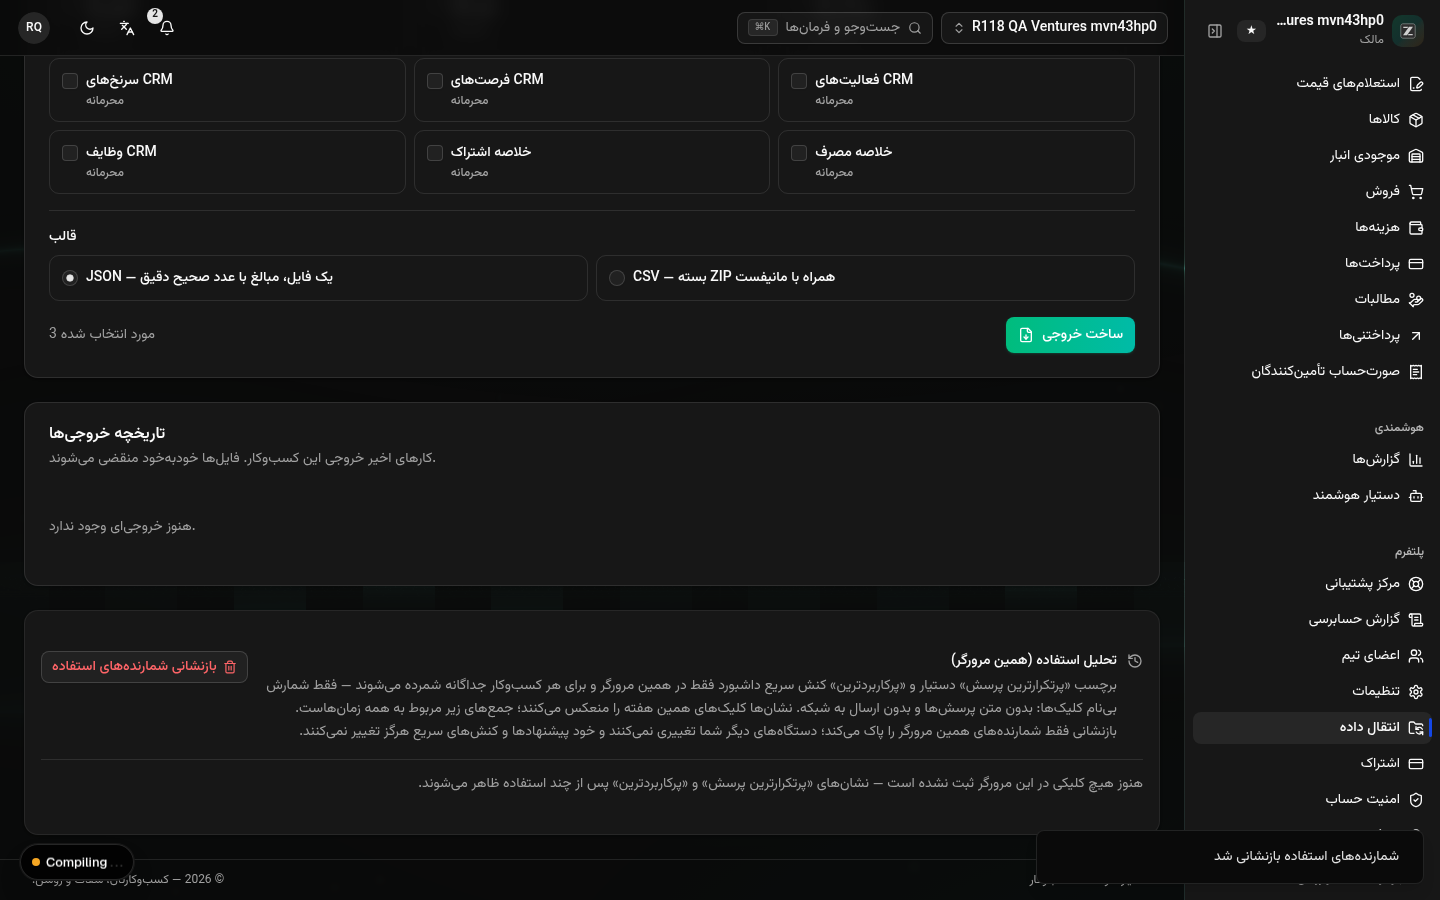 RQ
2
جست‌وجو و فرمان‌ها
⌘K
R118 QA Ventures mvn43hp0
...ures mvn43hp0
مالک
استعلام‌های قیمت
کالاها
موجودی انبار
فروش
هزینه‌ها
پرداخت‌ها
مطالبات
پرداختنی‌ها
صورت‌حساب تأمین‌کنندگان
هوشمندی
گزارش‌ها
دستیار هوشمند
پلتفرم
مرکز پشتیبانی
گزارش حسابرسی
اعضای تیم
تنظیمات
انتقال داده
اشتراک
امنیت حساب
سرنخ‌های CRM
محرمانه
فرصت‌های CRM
محرمانه
فعالیت‌های CRM
محرمانه
وظایف CRM
محرمانه
خلاصه اشتراک
محرمانه
خلاصه مصرف
محرمانه
قالب
JSON — یک فایل، مبالغ با عدد صحیح دقیق
CSV — بسته ZIP همراه با مانیفست
3 مورد انتخاب شده
ساخت خروجی
تاریخچه خروجی‌ها
کارهای اخیر خروجی این کسب‌وکار. فایل‌ها خودبه‌خود منقضی می‌شوند.
هنوز خروجی‌ای وجود ندارد.
تحلیل استفاده (همین مرورگر)
بازنشانی شمارنده‌های استفاده
برچسب «پرتکرارترین پرسش» دستیار و «پرکاربردترین» کنش سریع داشبورد فقط در همین مرورگر و برای هر کسب‌وکار جداگانه شمرده می‌شوند — فقط شمارش
بی‌نام کلیک‌ها: بدون متن پرسش‌ها و بدون ارسال به شبکه. نشان‌ها کلیک‌های همین هفته را منعکس می‌کنند؛ جمع‌های زیر مربوط به همه زمان‌هاست.
بازنشانی فقط شمارنده‌های همین مرورگر را پاک می‌کند؛ دستگاه‌های دیگر شما تغییری نمی‌کنند و خود پیشنهادها و کنش‌های سریع هرگز تغییر نمی‌کنند.
هنوز هیچ کلیکی در این مرورگر ثبت نشده است — نشان‌های «پرتکرارترین پرسش» و «پرکاربردترین» پس از چند استفاده ظاهر می‌شوند.
شمارنده‌های استفاده بازنشانی شد
Compiling ...
© 2026 —